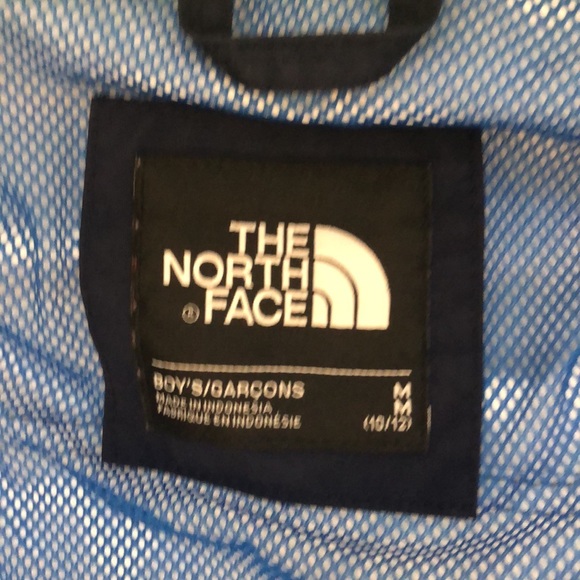 THE
NORTH
® FACE
BOY'S/GARÇONS M
MADE IN INDONESIA M
FABRIQUÉ EN INDONÉSIE (10/12)